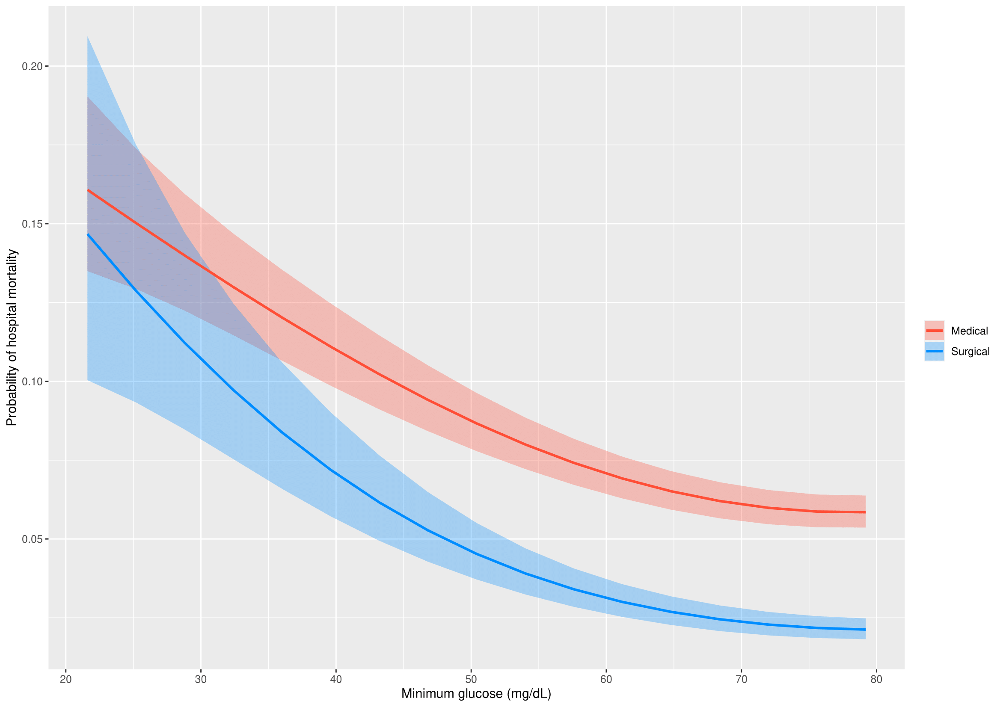 Probability of hospital mortality
0.20
0.15
0.10
0.05
20 30 40 50 60 70 80
Minimum glucose (mg/dL)
Medical
Surgical